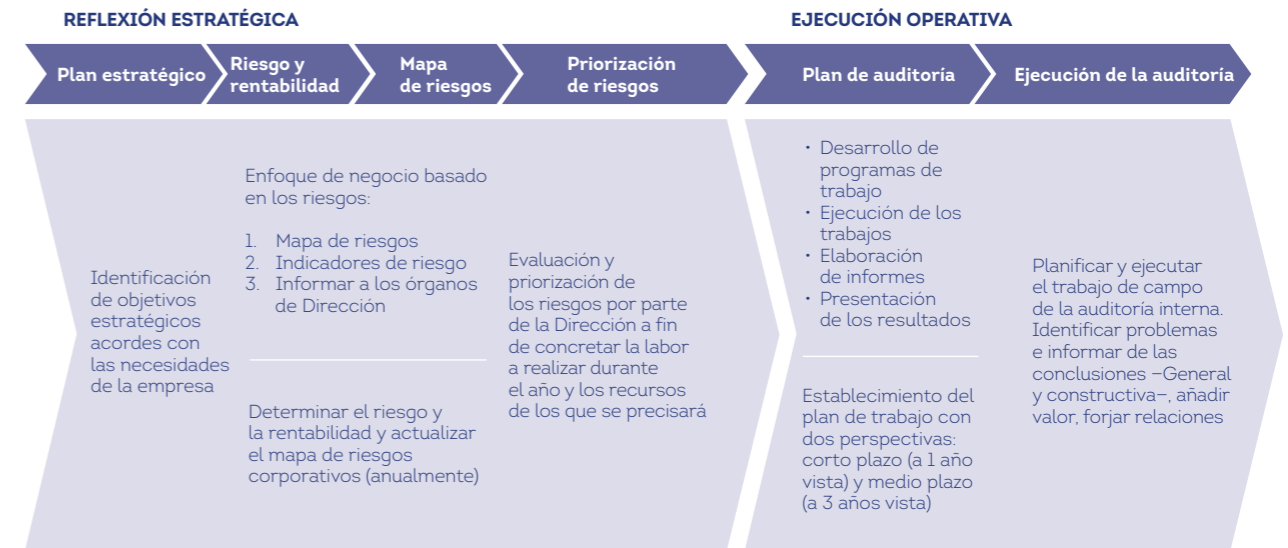 REFLEXIÓN ESTRATÉGICA
EJECUCIÓN OPERATIVA
Plan estratégico
Riesgo y
rentabilidad
Mapa
de riesgos
Priorización
de riesgos
Plan de auditoría
Ejecución de la auditoría
Identificación
de objetivos
estratégicos
acordes con
las necesidades
de la empresa
Enfoque de negocio basado
en los riesgos:
1. Mapa de riesgos
2. Indicadores de riesgo
3. Informar a los órganos
de Dirección
Determinar el riesgo y
la rentabilidad y actualizar
el mapa de riesgos
corporativos (anualmente)
Evaluación y
priorización de
los riesgos por parte
de la Dirección a fin
de concretar la labor
a realizar durante
el año y los recursos
de los que se precisará
• Desarrollo de
programas de
trabajo
• Ejecución de los
trabajos
• Elaboración
de informes
• Presentación
de los resultados
Establecimiento del
plan de trabajo con
dos perspectivas:
corto plazo (a 1 año
vista) y medio plazo
(a 3 años vista)
Planificar y ejecutar
el trabajo de campo
de la auditoría interna.
Identificar problemas
e informar de las
conclusiones —General
y constructiva—, añadir
valor, forjar relaciones